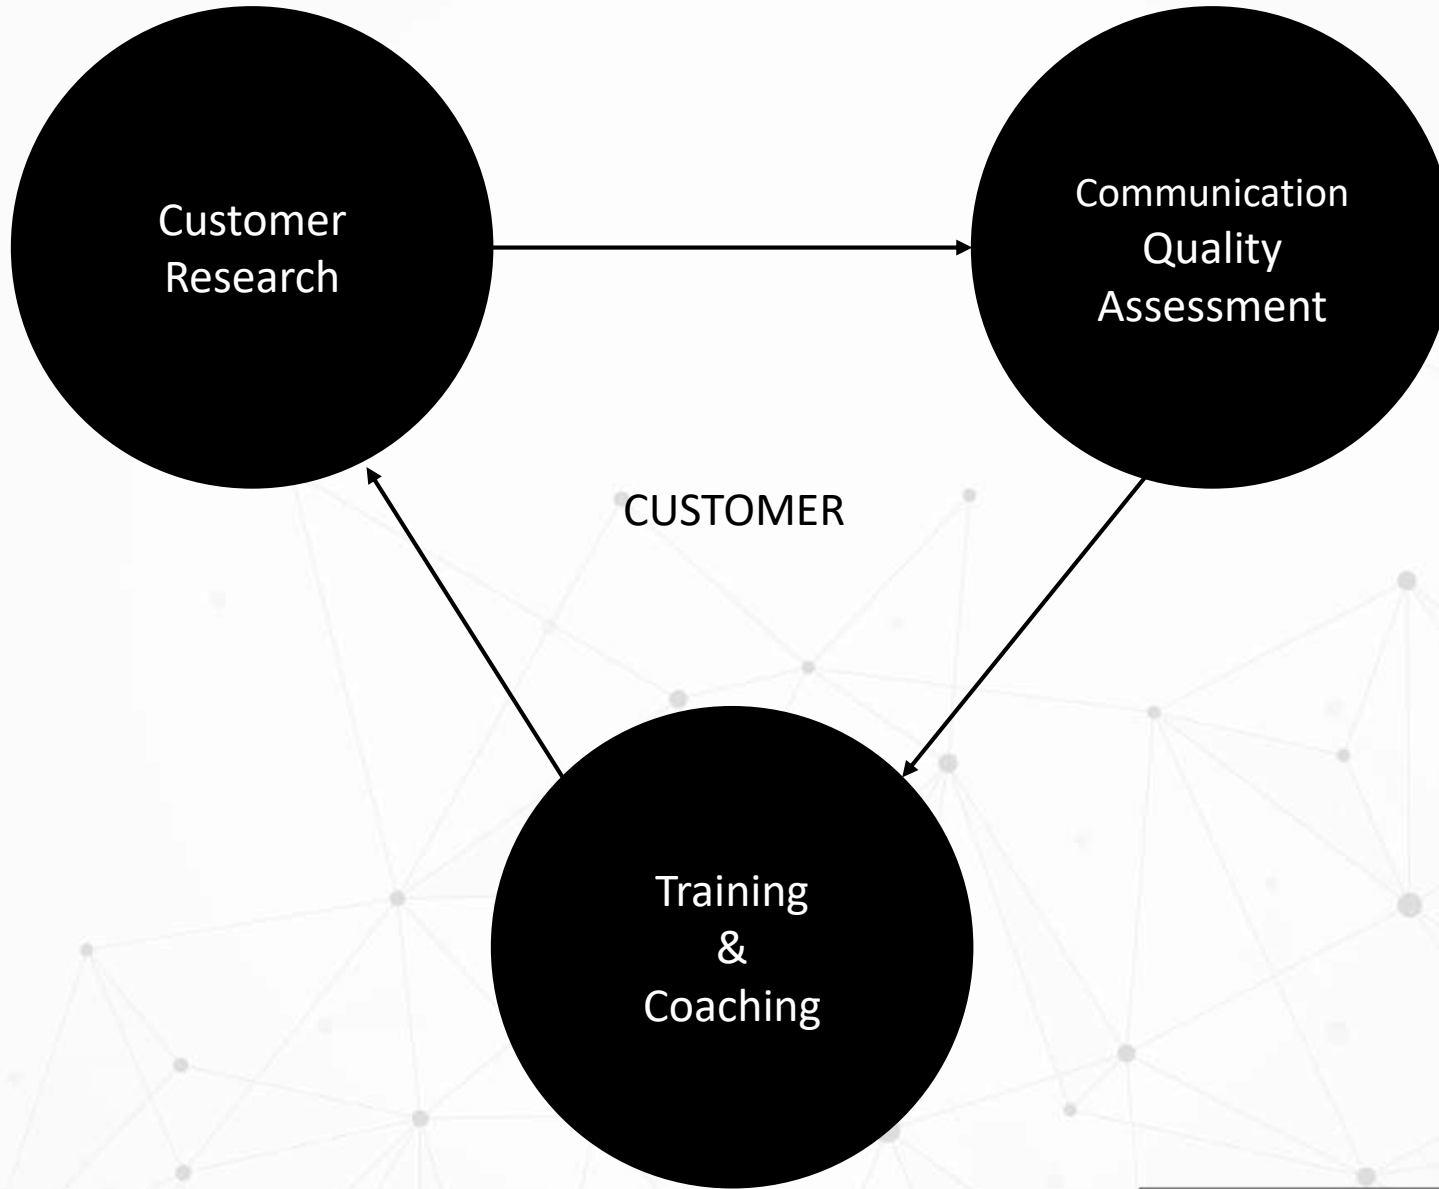 Customer
Research
Communication
Quality
Assessment
CUSTOMER
Training
&
Coaching